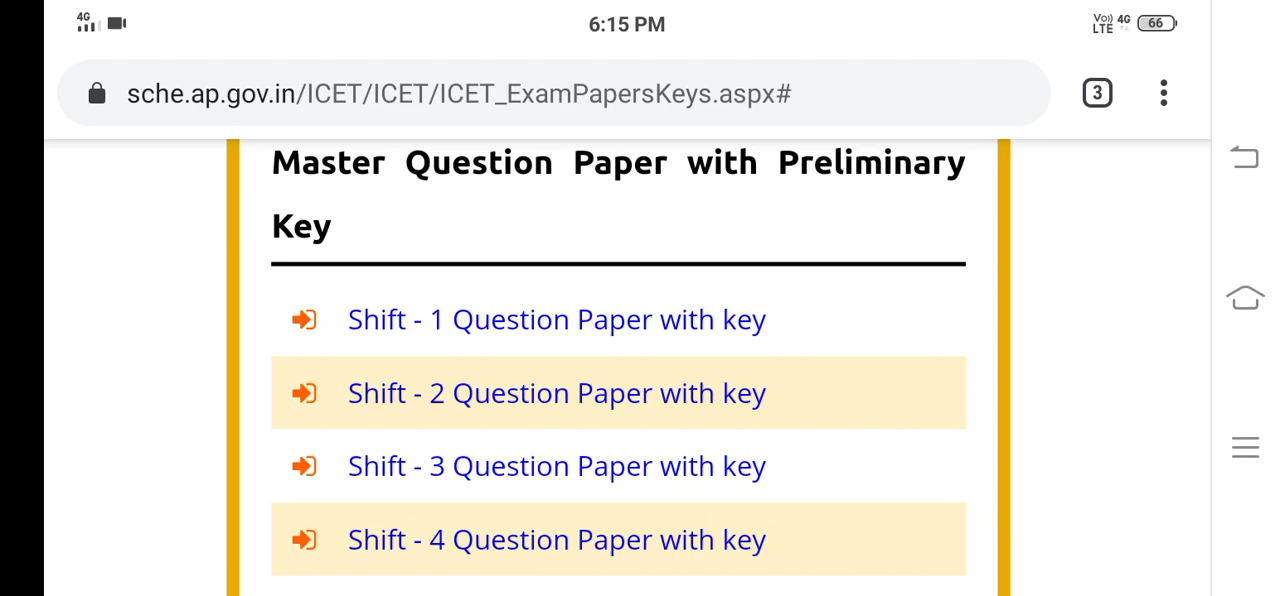 4G
6:15 PM
Vo)) 4G
LTE
66
sche.ap.gov.in/ICET/ICET/ICET_ExamPapersKeys.aspx#
3
Master Question Paper with Preliminary
Key
Shift - 1 Question Paper with key
Shift - 2 Question Paper with key
Shift - 3 Question Paper with key
Shift - 4 Question Paper with key